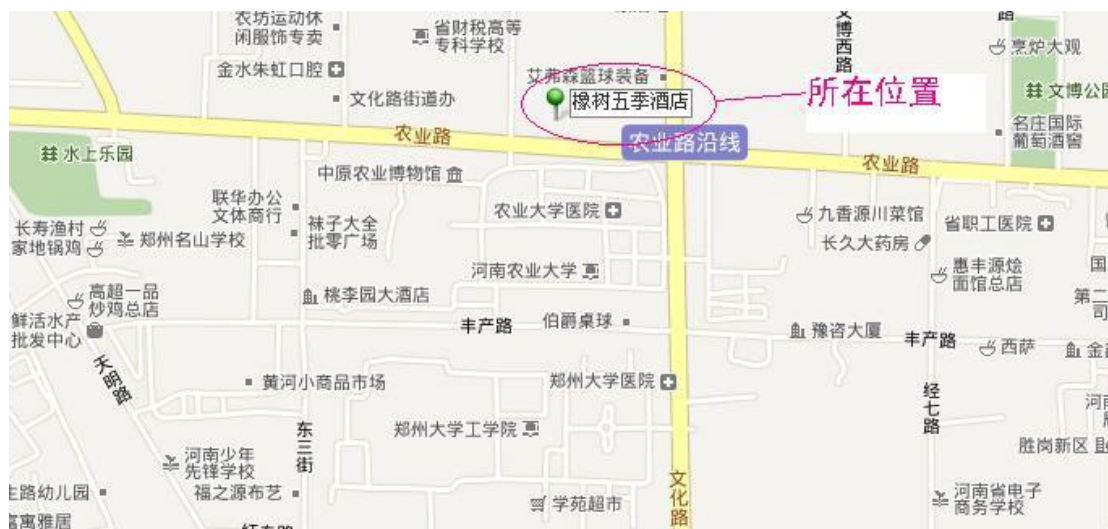 衣坊运动休
闲服饰专卖
省财税高等
专科学校
文博西路
路
烹炉大观
金水朱虹口腔
艾弗森篮球装备
橡树五季酒店
所在位置
文博公园
文化路街道办
名庄国际
葡萄酒窖
农业路
农业路沿线
农业路
水上乐园
中原农业博物馆
联华办公
文体商行
农业大学医院
九香源川菜馆
省职工医院
长寿渔村
家地锅鸡
郑州名山学校
袜子大全
批零广场
长久大药房
河南农业大学
惠丰源烩
面馆总店
国
第二
司
高超一品
炒鸡总店
桃李园大酒店
鲜活水产
批发中心
丰产路
伯爵桌球
豫咨大厦
丰产路
西萨
天明路
黄河小商品市场
郑州大学医院
经七路
河南
东三街
郑州大学工学院
胜岗新区
河南少年
先锋学校
福之源布艺
文化路
学苑超市
河南省电子
商务学校
主路幼儿园
富寓雅居